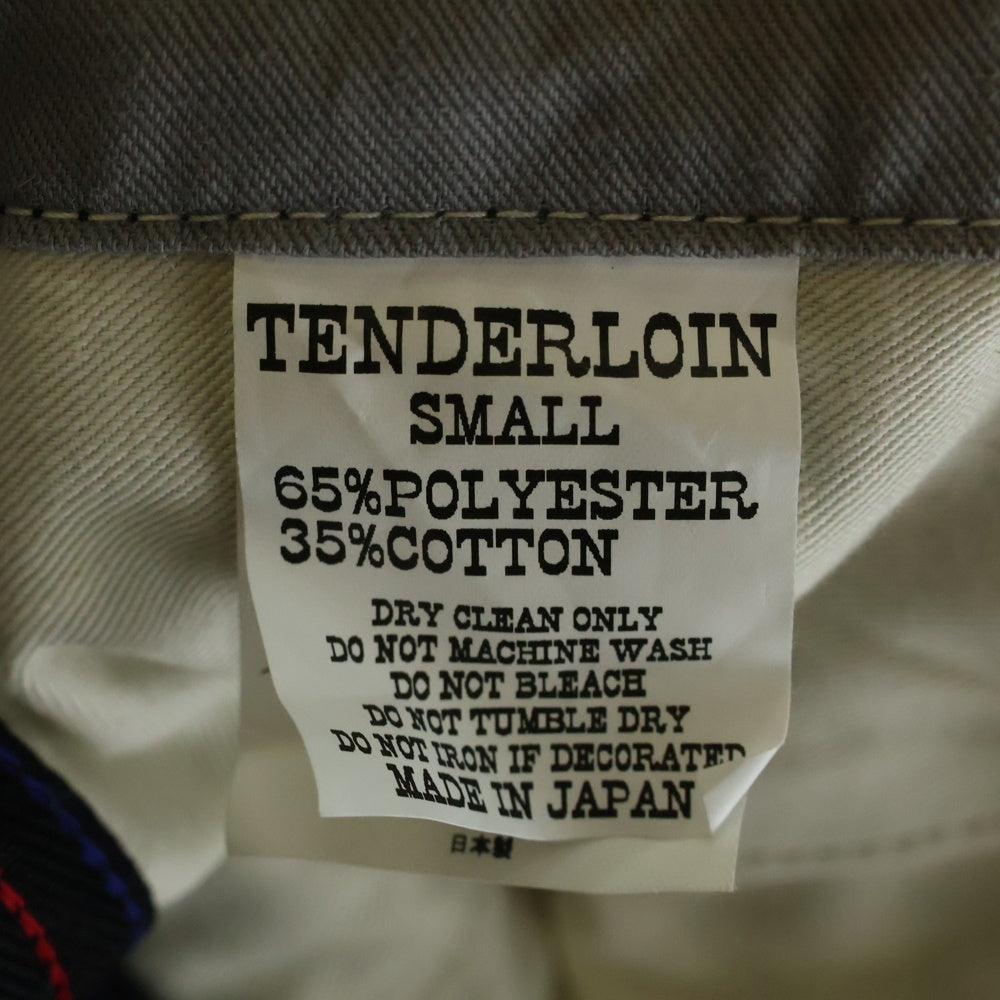 TENDERLOIN
SMALL
65%POLYESTER
35%COTTON
DRY CLEAN ONLY
DO NOT MACHINE WASH
DO NOT BLEACH
DO NOT TUMBLE DRY
DO NOT IRON IF DECORATED
MADE IN JAPAN
日本製